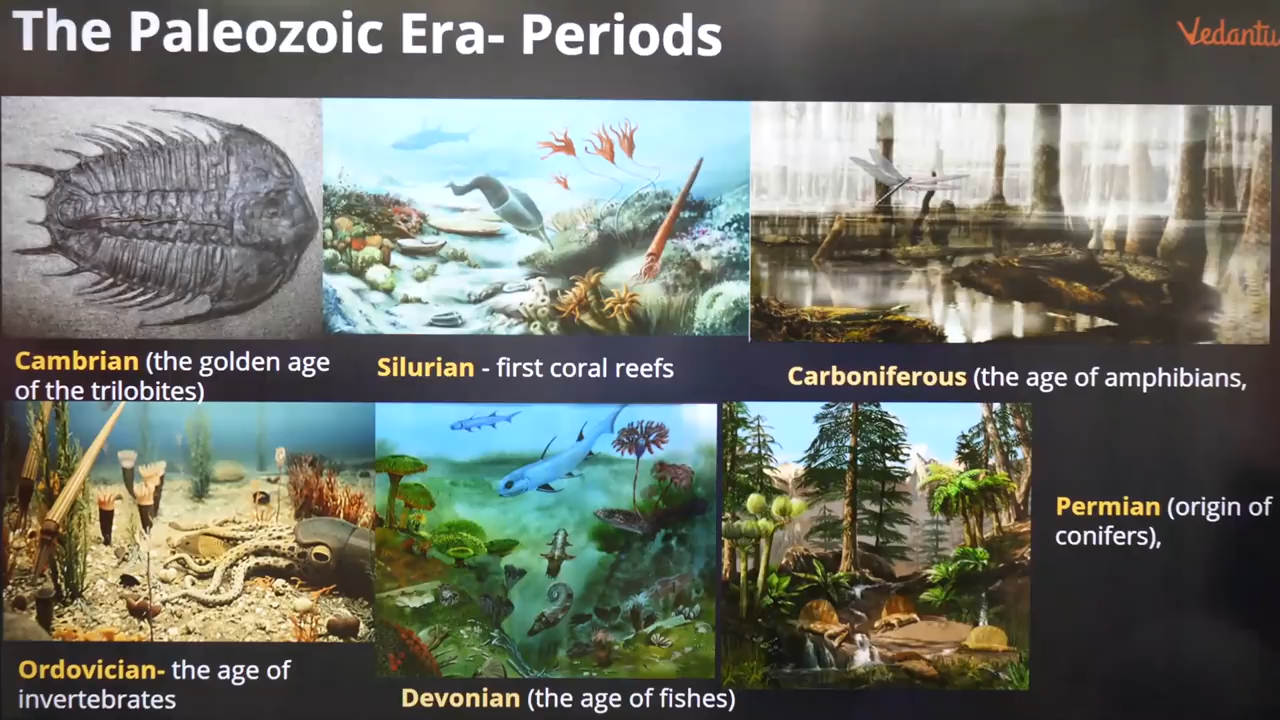 The Paleozoic Era- Periods
Vedantu
Cambrian (the golden age
of the trilobites)
Silurian - first coral reefs
Carboniferous (the age of amphibians,
Ordovician- the age of
invertebrates
Devonian (the age of fishes)
Permian (origin of
conifers),